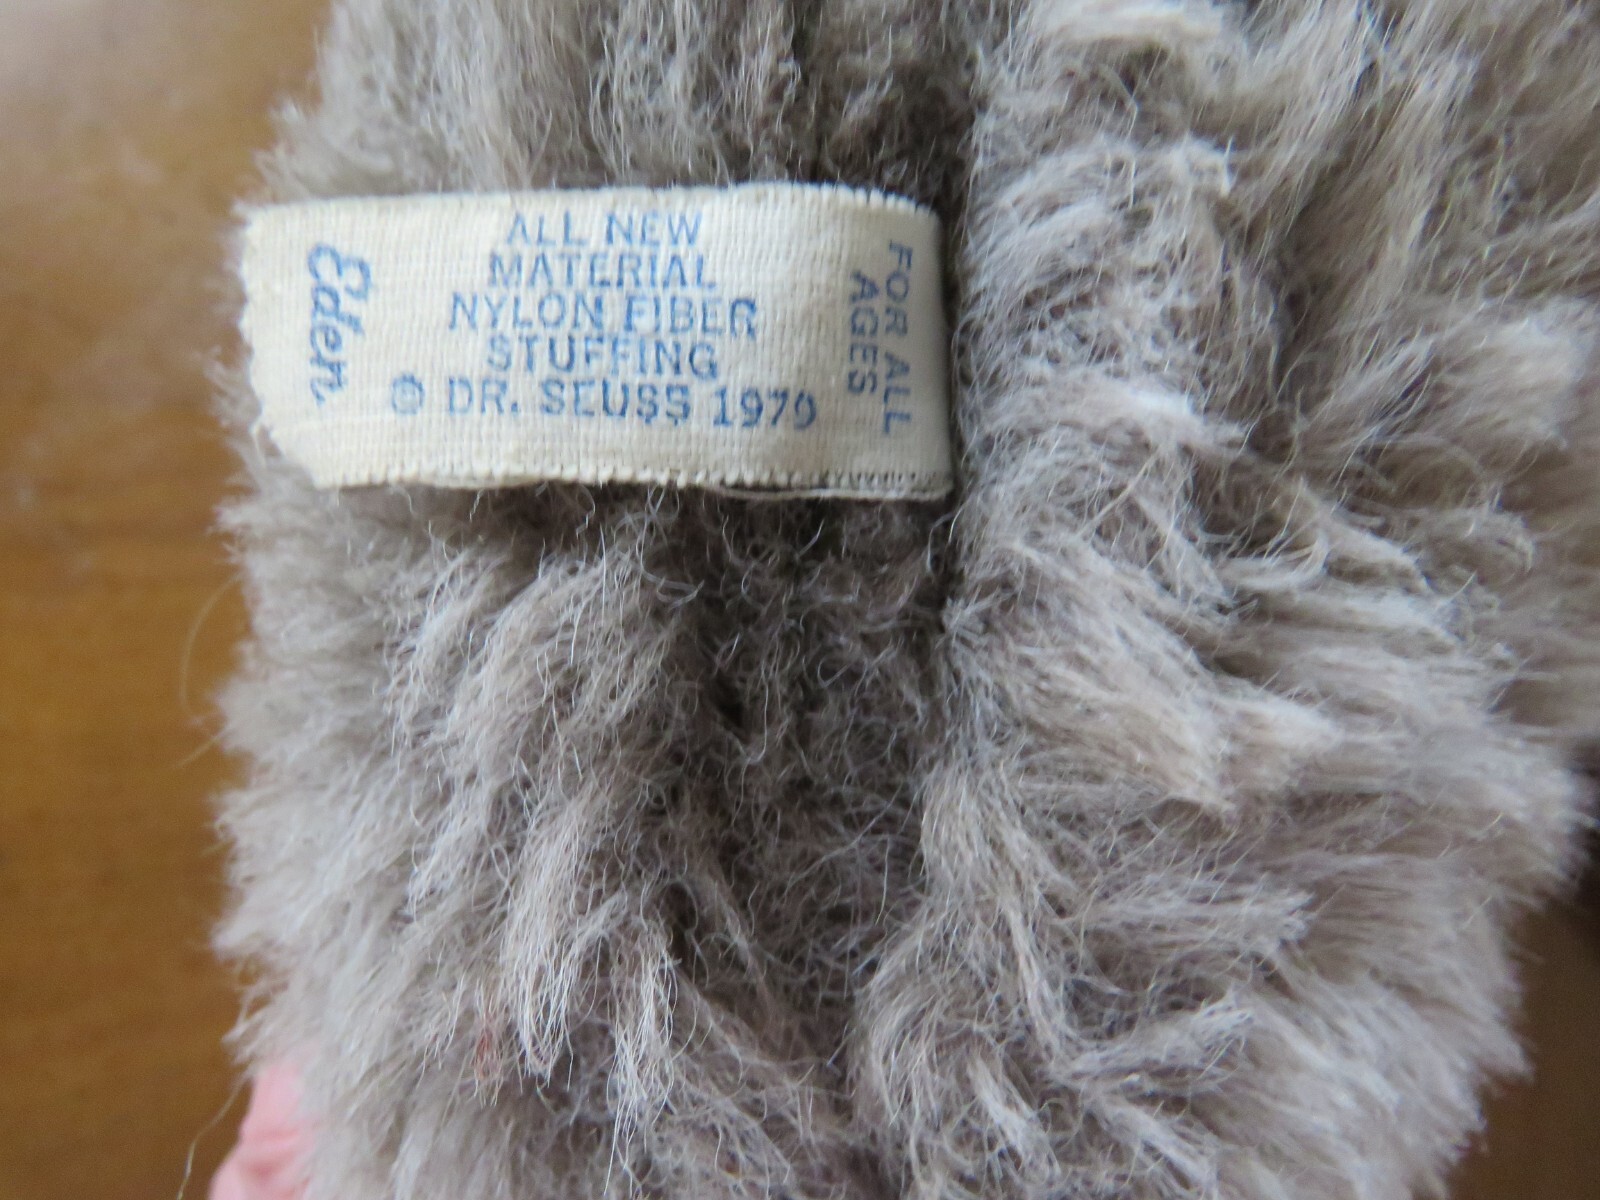 Eden
ALL NEW
MATERIAL
NYLON FIBER
STUFFING
© DR. SEUSS 1979
FOR ALL
AGES